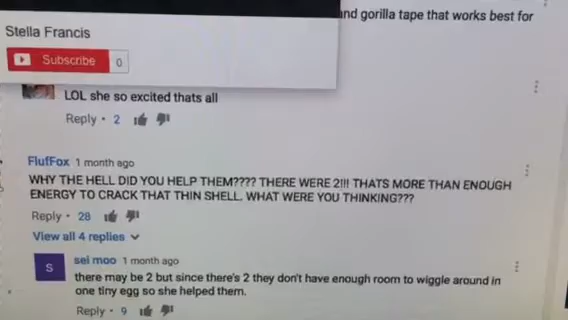 and gorilla tape that works best for
Stella Francis
Subscribe 0
LOL she so excited thats all
Reply • 2
FlufFox 1 month ago
WHY THE HELL DID YOU HELP THEM???? THERE WERE 2!!! THATS MORE THAN ENOUGH
ENERGY TO CRACK THAT THIN SHELL. WHAT WERE YOU THINKING???
Reply • 28
View all 4 replies
S
sei moo 1 month ago
there may be 2 but since there's 2 they don't have enough room to wiggle around in
one tiny egg so she helped them.
Reply • 9